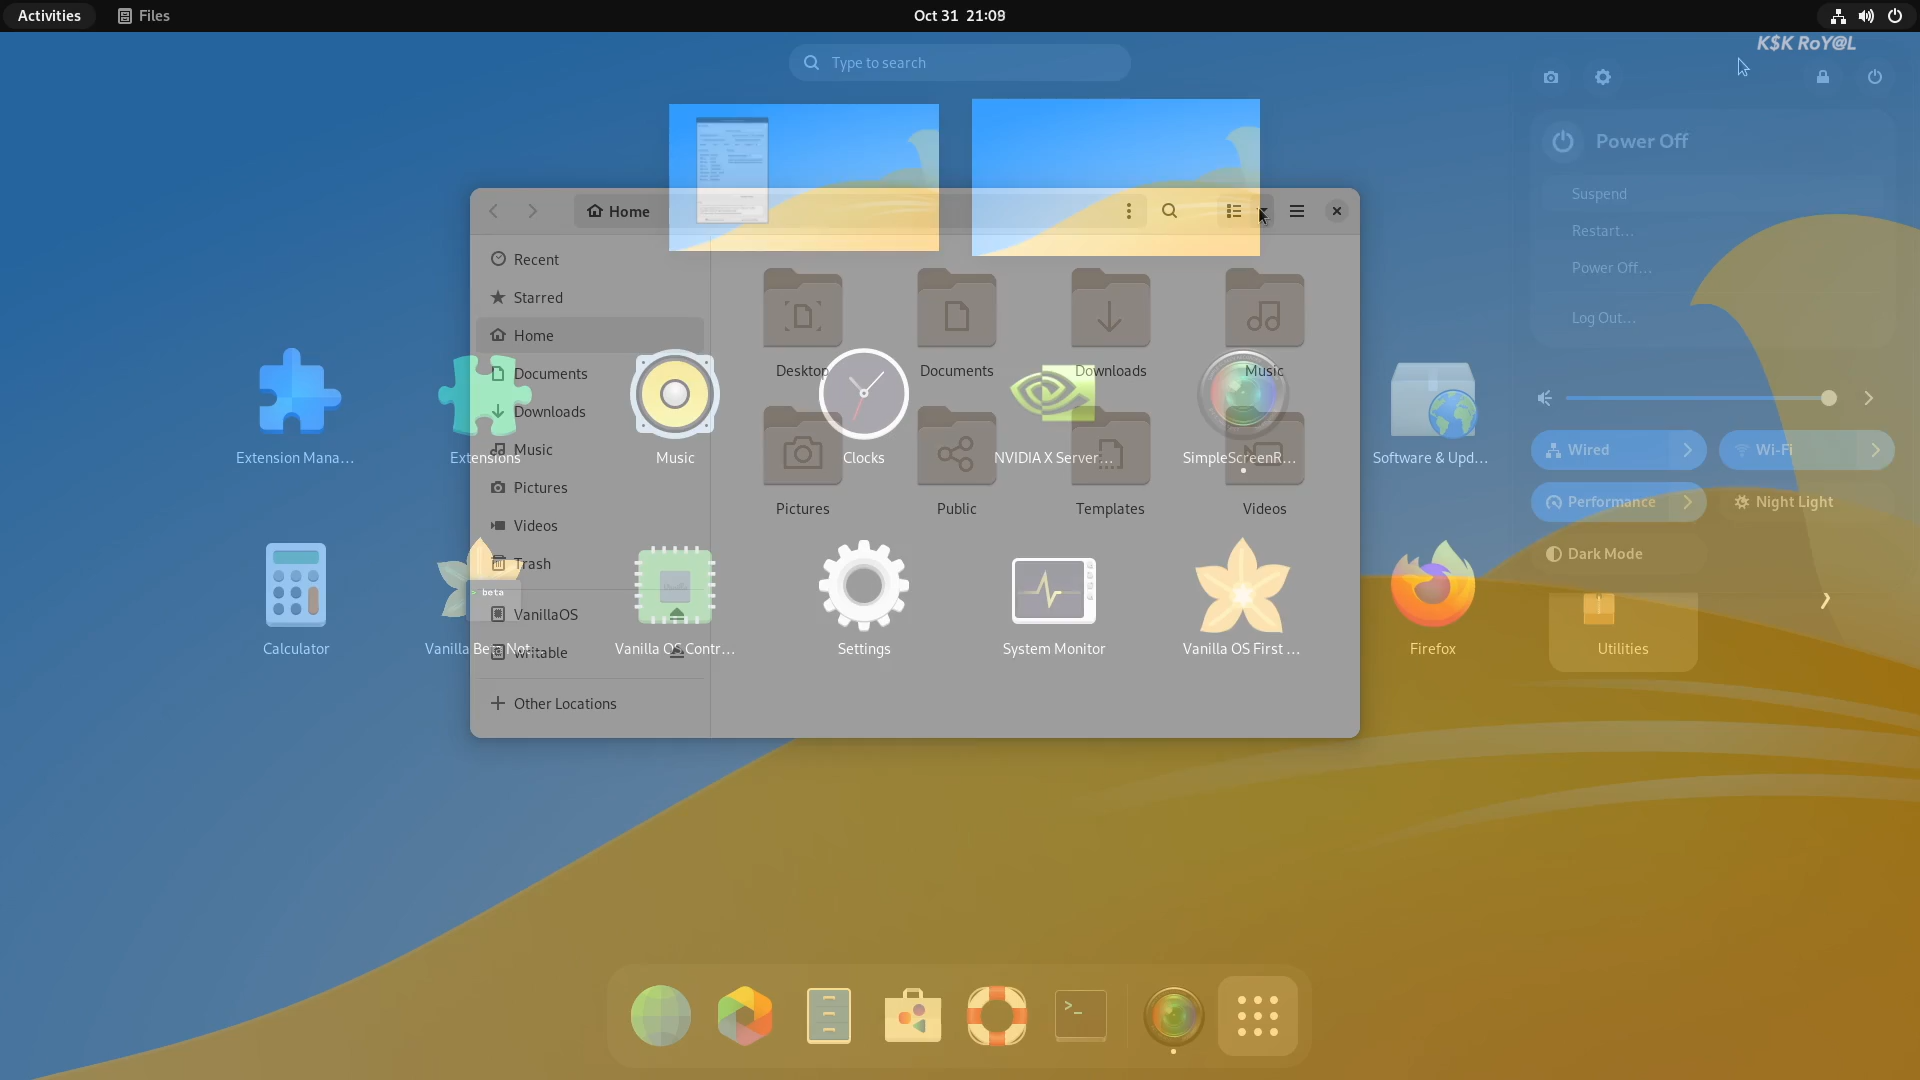 Activities
Files
Oct 31 21:09
K$K RoY@L
Type to search
Power Off
Suspend
Restart...
Power Off...
Log Out...
Home
Recent
Starred
Home
Documents
Downloads
Music
Pictures
Videos
Trash
VanillaOS
writable
Other Locations
Desktop
Documents
Downloads
Music
Pictures
Public
Templates
Videos
Extension Mana...
Extensions
Music
Clocks
NVIDIA X Server...
SimpleScreenR...
Software & Upd...
Wired
Wi-Fi
Performance
Night Light
Dark Mode
> beta
Calculator
Vanilla Beta Not...
Vanilla OS Contr...
Settings
System Monitor
Vanilla OS First ...
Firefox
Utilities
>_